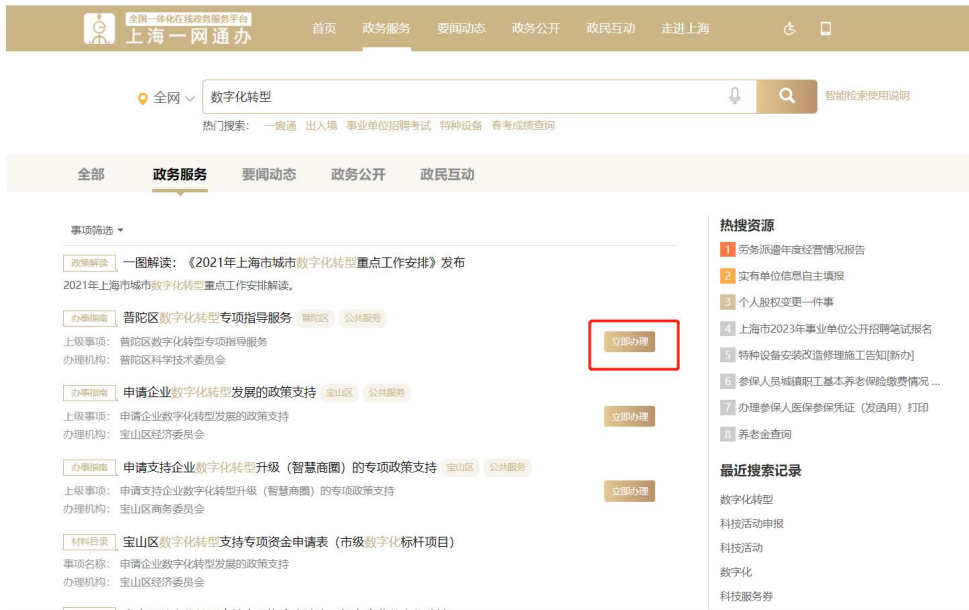 全国一体化在线政务服务平台
上海一网通办
首页 政务服务 要闻动态 政务公开 政民互动 走进上海
全网 数字化转型 智能检索使用说明
热门搜索： 一窗通 出入境 事业单位招聘考试 特种设备 春考成绩查询
全部 政务服务 要闻动态 政务公开 政民互动
事项筛选
政策解读 一图解读：《2021年上海市城市数字化转型重点工作安排》发布
2021年上海市城市数字化转型重点工作安排解读。
办事指南 普陀区数字化转型专项指导服务 普陀区 公共服务
上级事项： 普陀区数字化转型专项指导服务
立即办理
办理机构： 普陀区科学技术委员会
办事指南 申请企业数字化转型发展的政策支持 宝山区 公共服务
上级事项： 申请企业数字化转型发展的政策支持
立即办理
办理机构： 宝山区经济委员会
办事指南 申请支持企业数字化转型升级（智慧商圈）的专项政策支持 宝山区 公共服务
上级事项： 申请支持企业数字化转型升级（智慧商圈）的专项政策支持
立即办理
办理机构： 宝山区商务委员会
材料目录 宝山区数字化转型支持专项资金申请表（市级数字化标杆项目）
事项名称： 申请企业数字化转型发展的政策支持
办理机构： 宝山区经济委员会
热搜资源
1 劳务派遣年度经营情况报告
2 实有单位信息自主填报
3 个人股权变更一件事
4 上海市2023年事业单位公开招聘笔试报名
5 特种设备安装改造修理施工告知[新办]
6 参保人员城镇职工基本养老保险缴费情况 ...
7 办理参保人医保参保凭证（发函用）打印
8 养老金查询
最近搜索记录
数字化转型
科技活动申报
科技活动
数字化
科技服务券